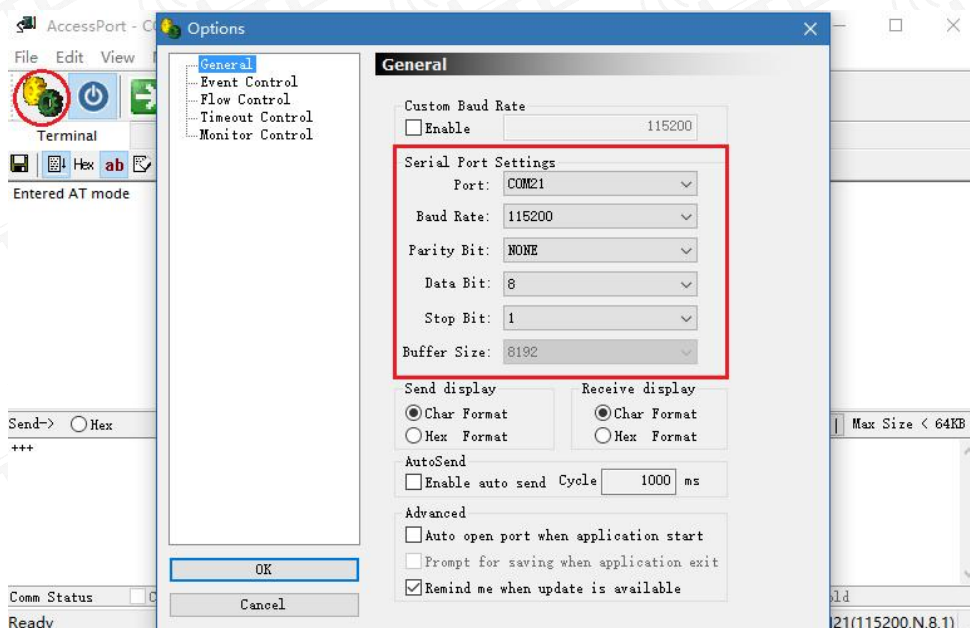 AccessPort - C
Options
File Edit View
General
Event Control
Flow Control
Timeout Control
Monitor Control
General
Custom Baud Rate
Enable 115200
Terminal
Hex ab
Entered AT mode
Serial Port Settings
Port: COM21
Baud Rate: 115200
Parity Bit: NONE
Data Bit: 8
Stop Bit: 1
Buffer Size: 8192
Send display
Char Format
Hex Format
Receive display
Char Format
Hex Format
Send-> Hex
Max Size < 64KB
+++
AutoSend
Enable auto send Cycle 1000 ms
Advanced
Auto open port when application start
Prompt for saving when application exit
Remind me when update is available
OK
Cancel
Comm Status
Ready
21(115200,N,8,1)